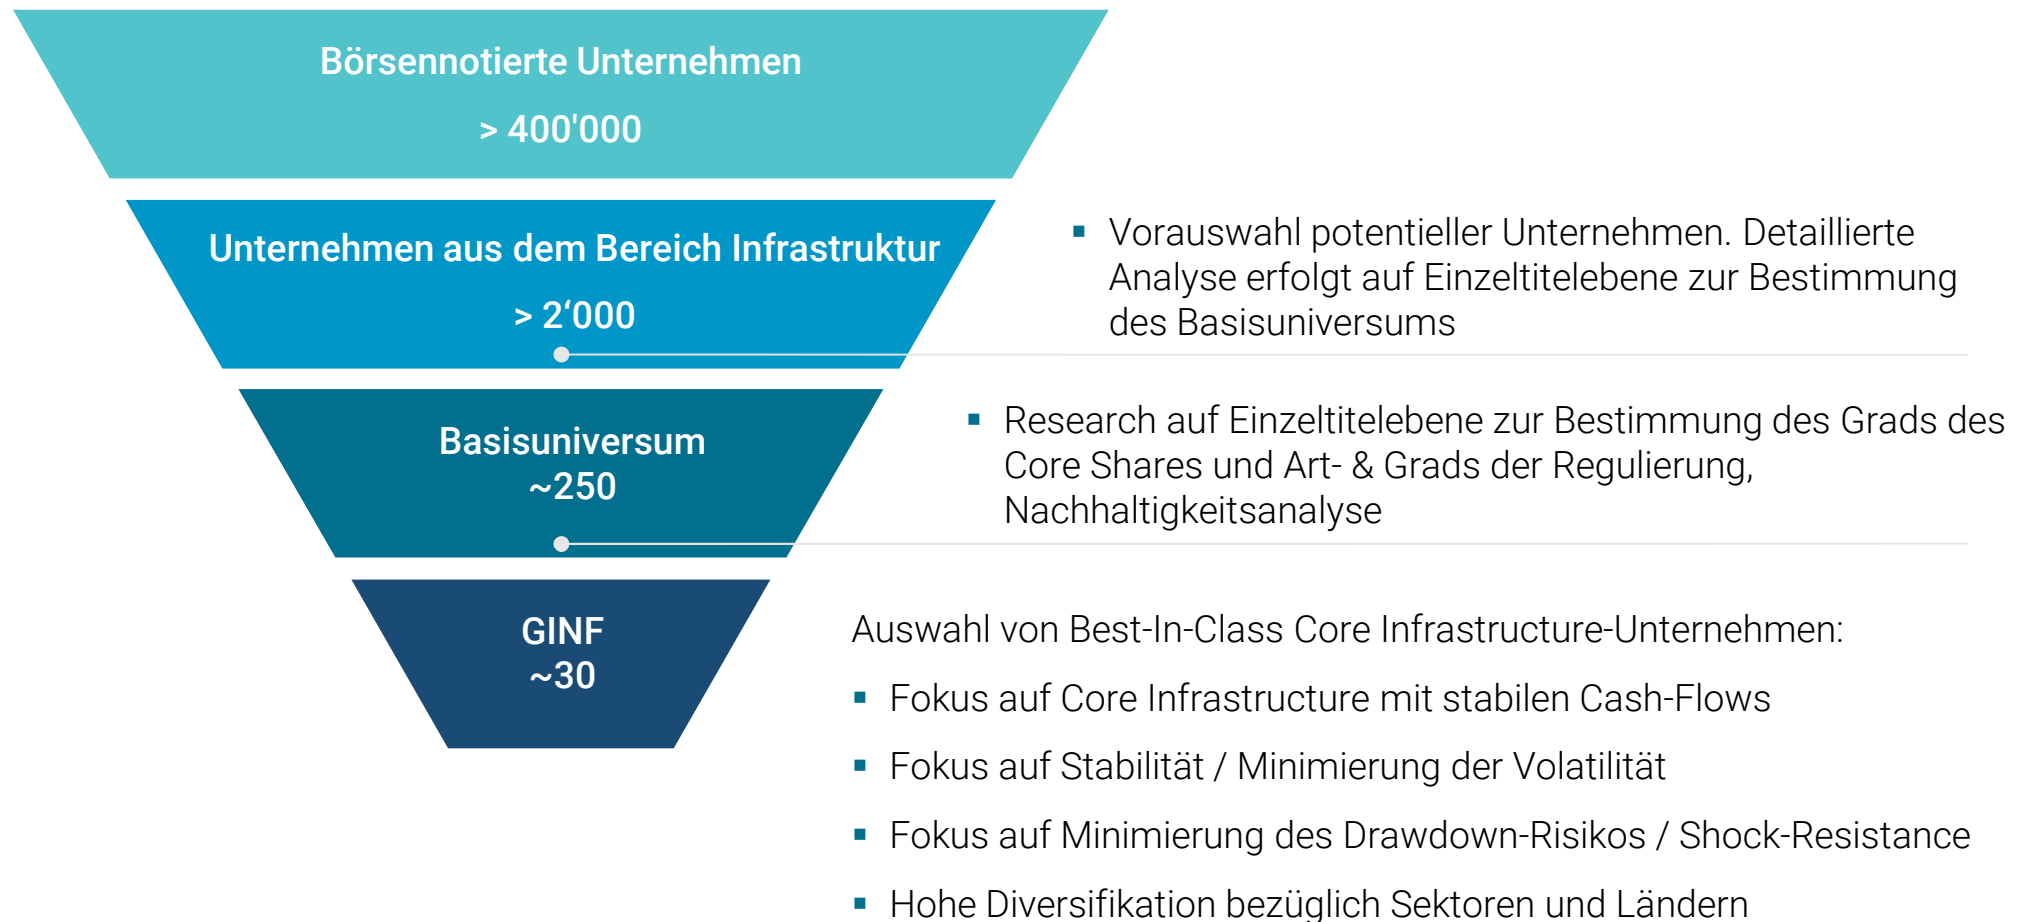 Börsennotierte Unternehmen
> 400'000
Unternehmen aus dem Bereich Infrastruktur
> 2‘000
▪ Vorauswahl potentieller Unternehmen. Detaillierte
Analyse erfolgt auf Einzeltitelebene zur Bestimmung
des Basisuniversums
Basisuniversum
~250
▪ Research auf Einzeltitelebene zur Bestimmung des Grads des
Core Shares und Art- & Grads der Regulierung,
Nachhaltigkeitsanalyse
GINF
~30
Auswahl von Best-In-Class Core Infrastructure-Unternehmen:
▪ Fokus auf Core Infrastructure mit stabilen Cash-Flows
▪ Fokus auf Stabilität / Minimierung der Volatilität
▪ Fokus auf Minimierung des Drawdown-Risikos / Shock-Resistance
▪ Hohe Diversifikation bezüglich Sektoren und Ländern